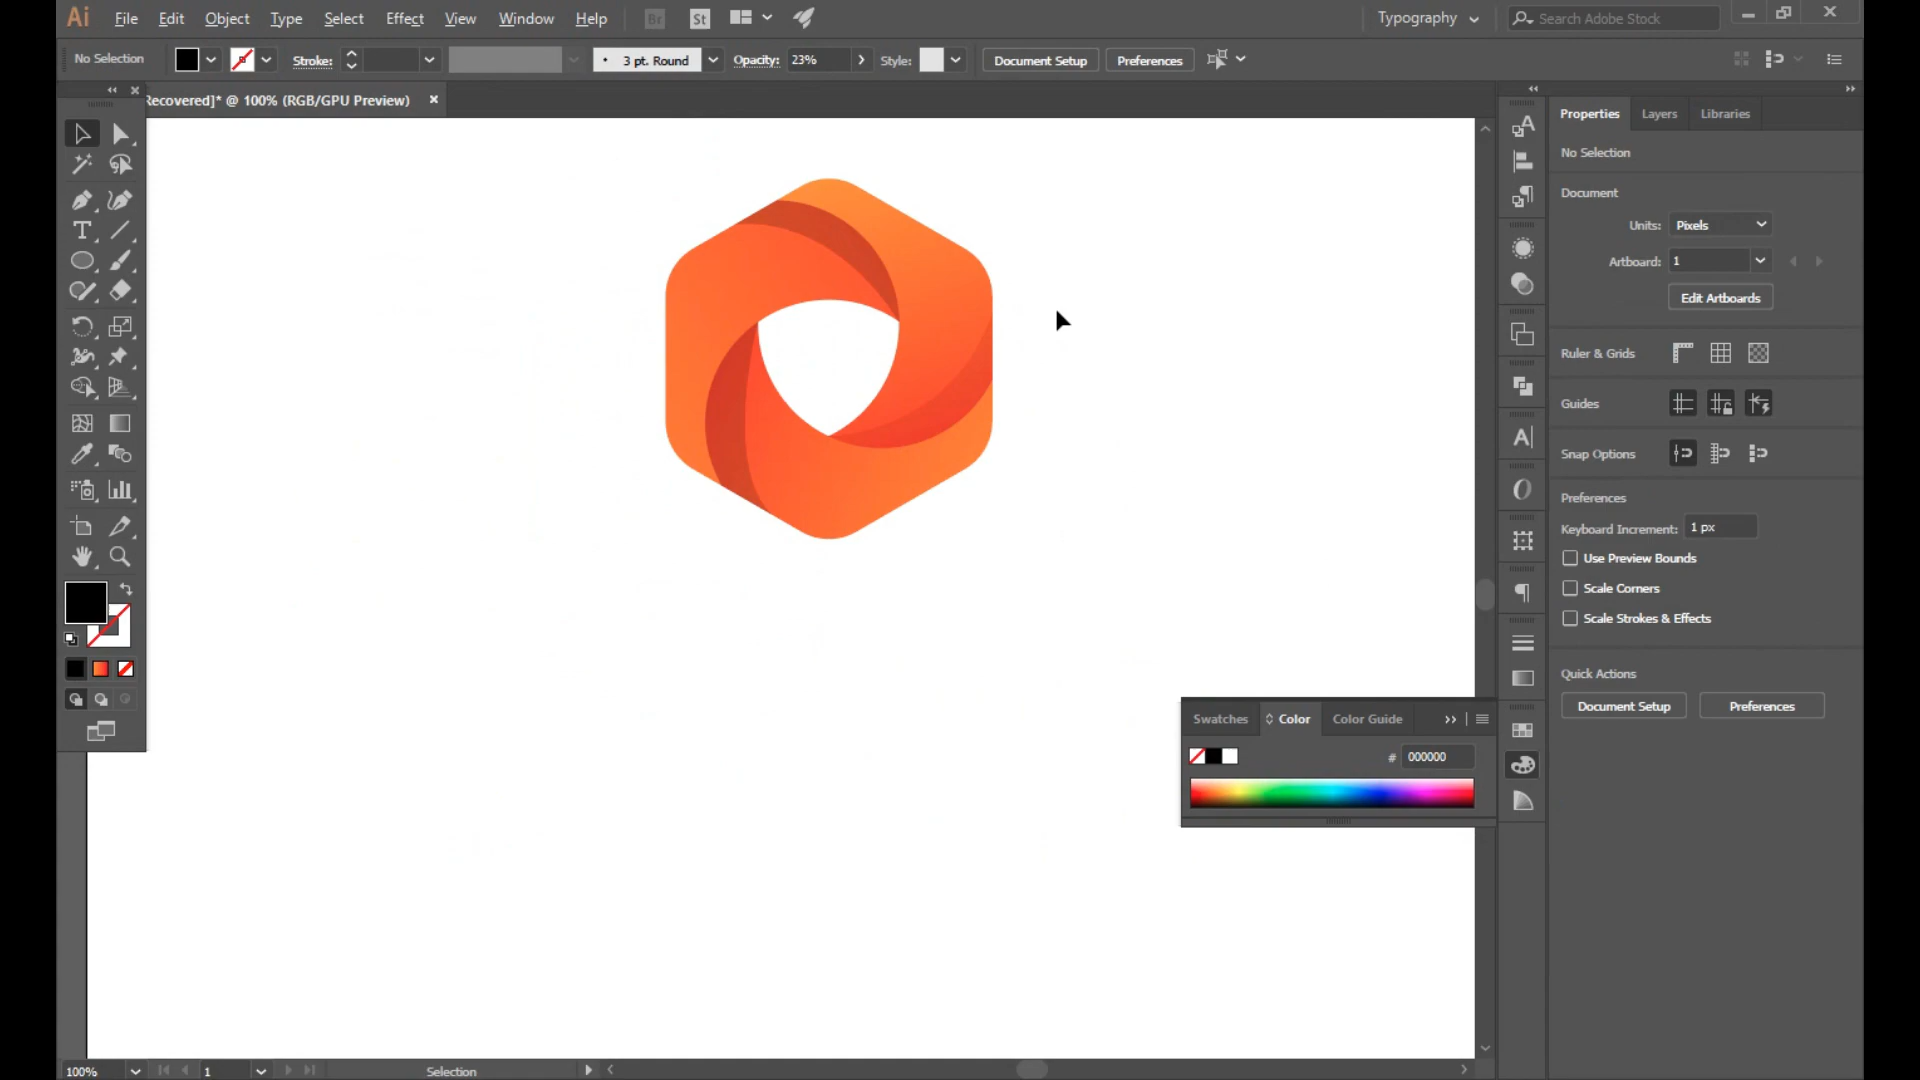 Ai File Edit Object Type Select Effect View Window Help Br St Typography Search Adobe Stock
No Selection Stroke: 3 pt. Round Opacity: 23% Style: Document Setup Preferences
Recovered]* @ 100% (RGB/GPU Preview)
Properties Layers Libraries
No Selection
Document
Units: Pixels
Artboard: 1
Edit Artboards
Ruler & Grids
Guides
Snap Options
Preferences
Keyboard Increment: 1 px
Use Preview Bounds
Scale Corners
Scale Strokes & Effects
Quick Actions
Document Setup Preferences
Swatches Color Color Guide
# 000000
100% 1 Selection